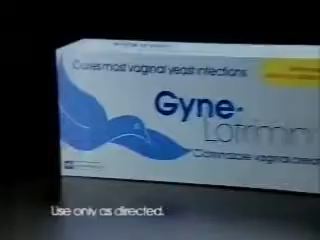 Cures most vaginal yeast infections
Gyne-
Lotrimin
Clotrimazole vaginal cream
Use only as directed.